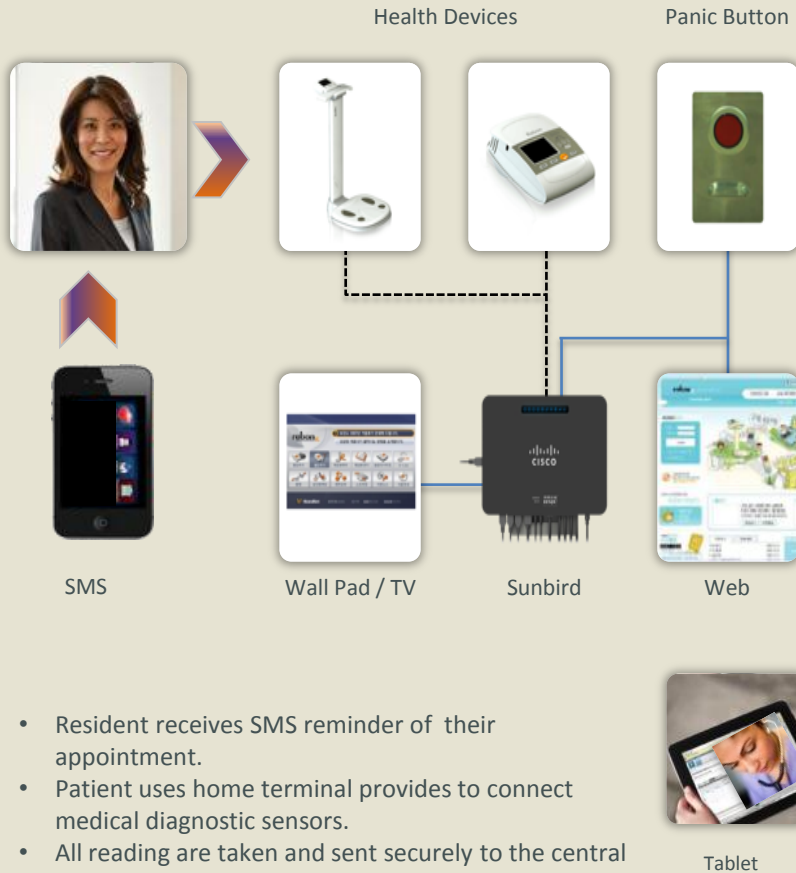 Health Devices
Panic Button
CISCO
SMS
Wall Pad / TV
Sunbird
Web
• Resident receives SMS reminder of their
appointment.
• Patient uses home terminal provides to connect
medical diagnostic sensors.
• All reading are taken and sent securely to the central
Tablet